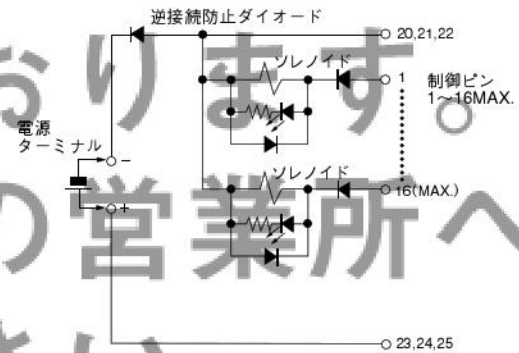 逆接続防止ダイオード
20,21,22
おります。
ソレノイド
1
制御ピン
1~16MAX.
電源
ターミナル
−
ソレノイド
16(MAX.)
+
の営業所へ
23,24,25